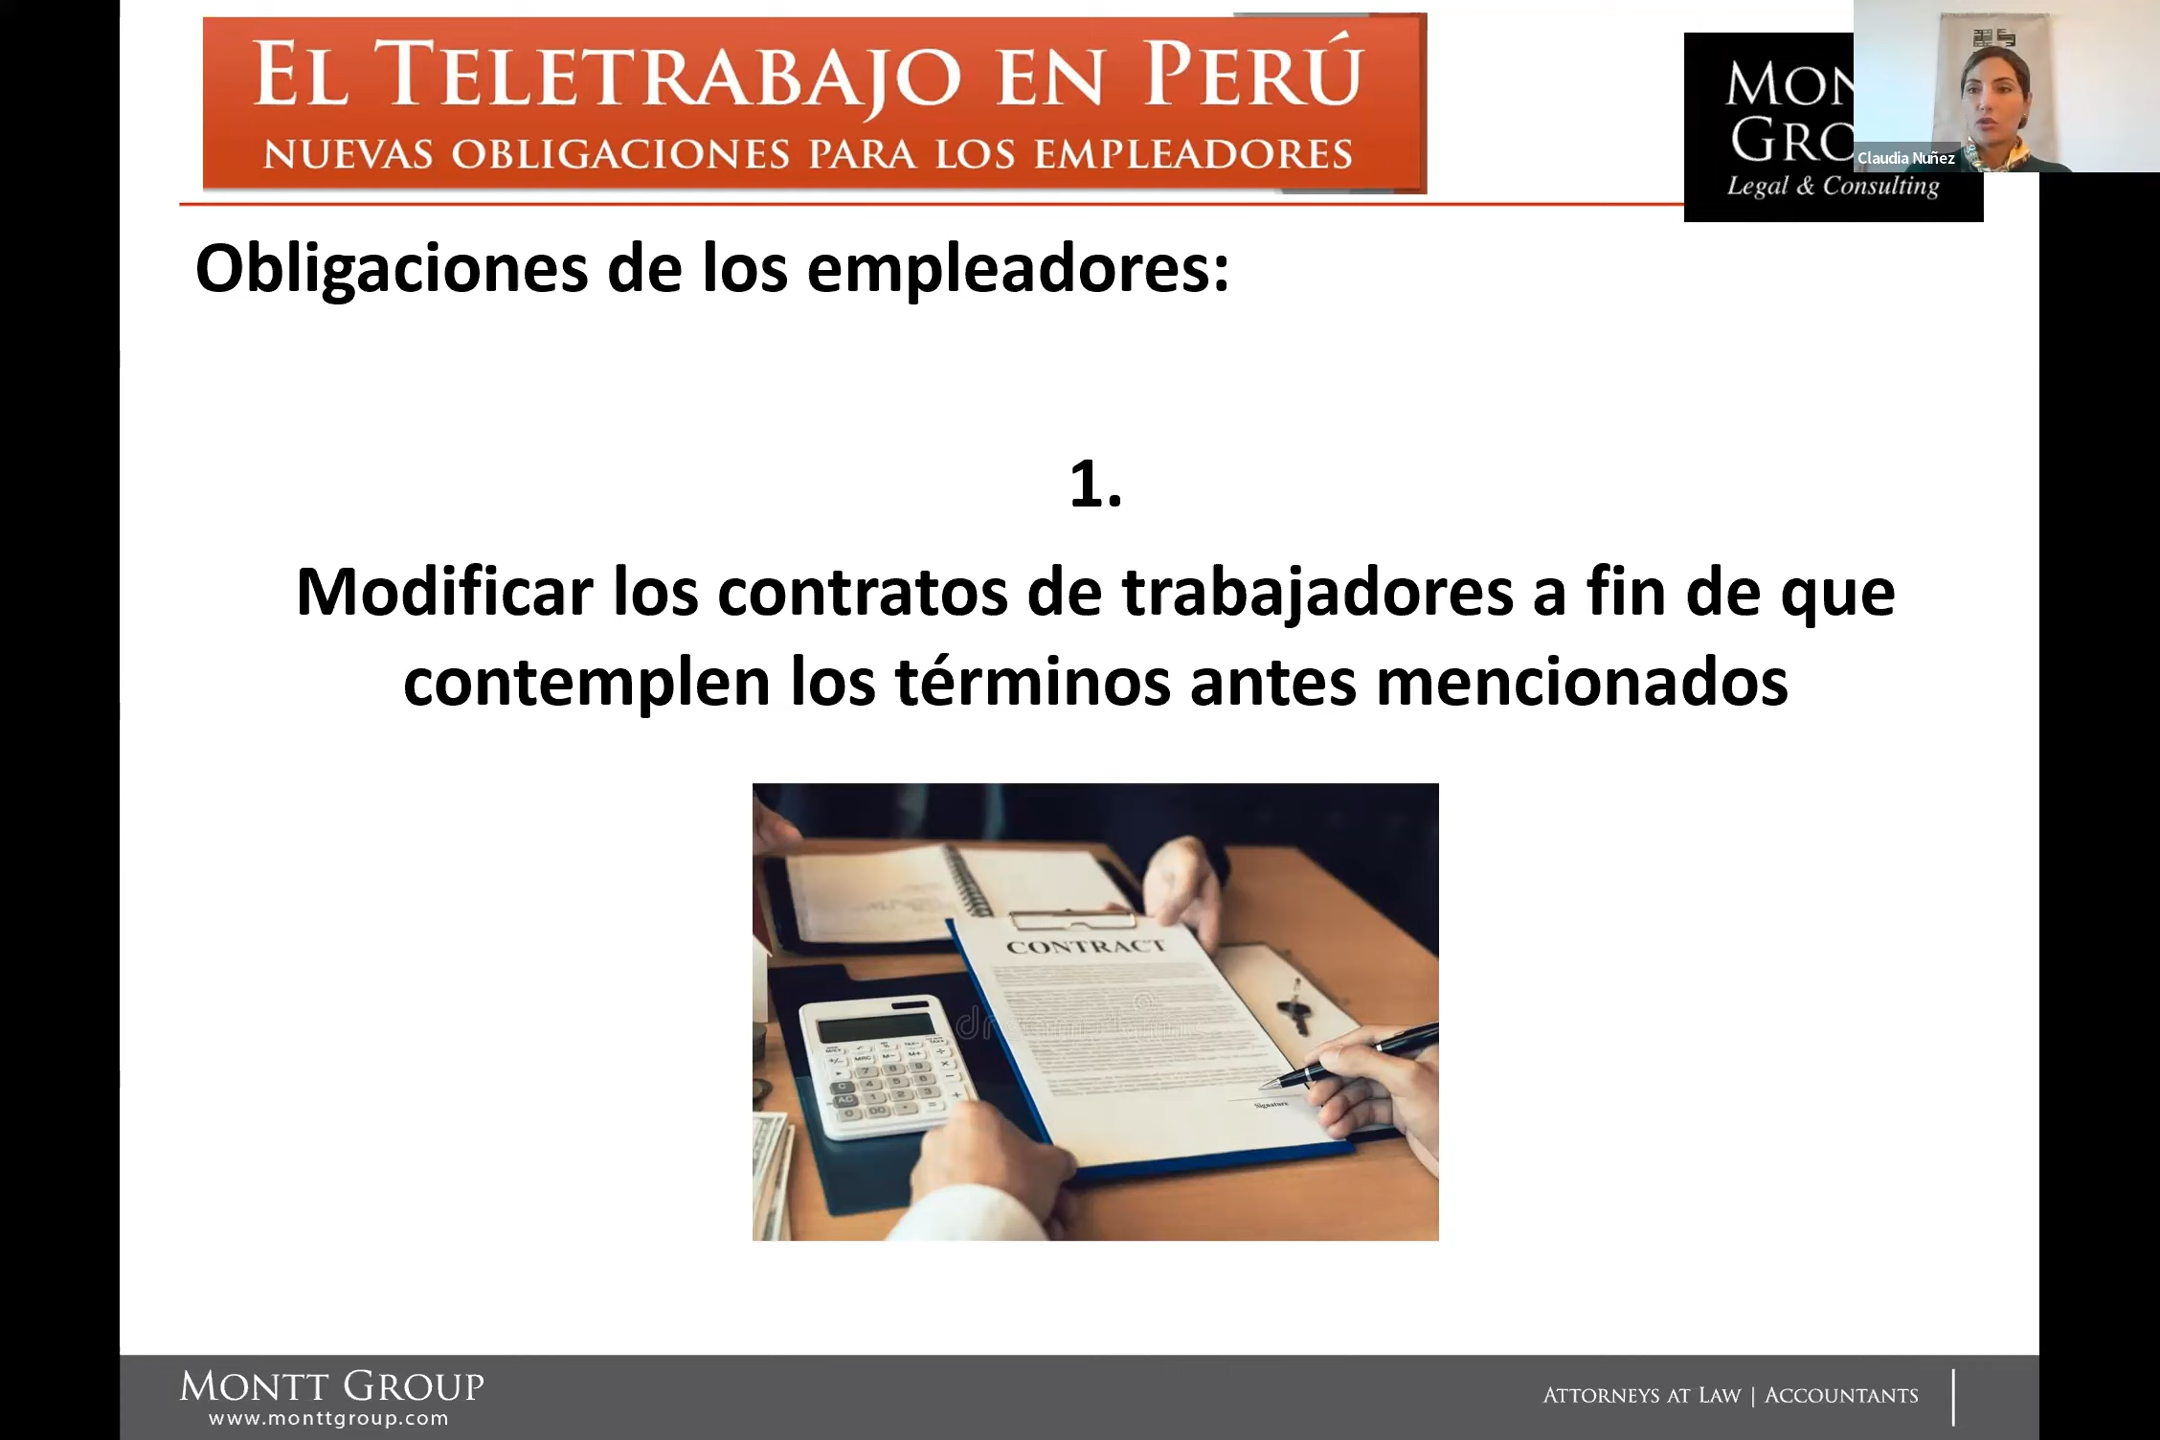 EL TELETRABAJO EN PERÚ
NUEVAS OBLIGACIONES PARA LOS EMPLEADORES
Legal & Consulting
Claudia Nuñez
Obligaciones de los empleadores:
1.
Modificar los contratos de trabajadores a fin de que
contemplen los términos antes mencionados
CONTRACT
Signature
MONTT GROUP
www.monttgroup.com
ATTORNEYS AT LAW | ACCOUNTANTS